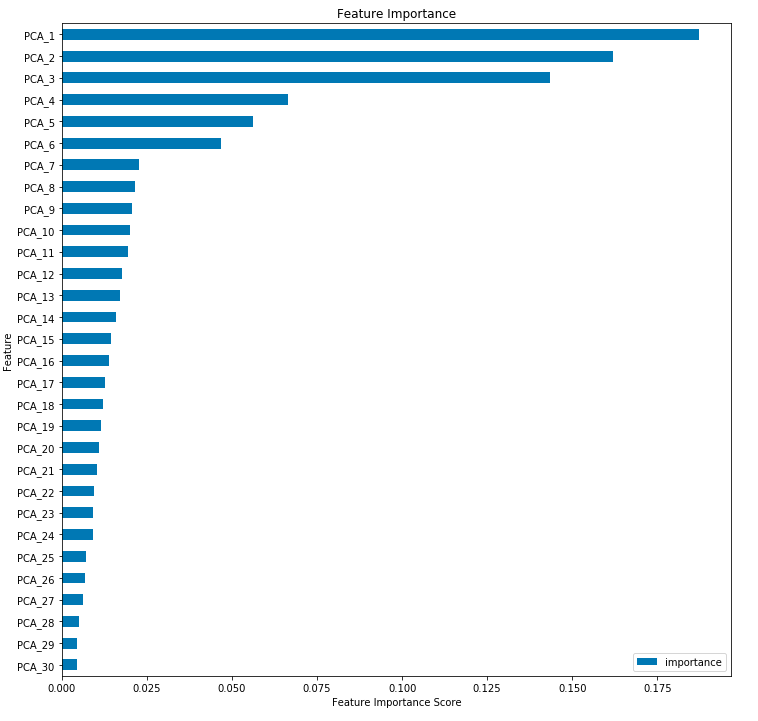 Feature Importance
PCA_1
PCA_2
PCA_3
PCA_4
PCA_5
PCA_6
PCA_7
PCA_8
PCA_9
PCA_10
PCA_11
PCA_12
PCA_13
PCA_14
PCA_15
PCA_16
PCA_17
PCA_18
PCA_19
PCA_20
PCA_21
PCA_22
PCA_23
PCA_24
PCA_25
PCA_26
PCA_27
PCA_28
PCA_29
PCA_30
Feature
importance
0.000 0.025 0.050 0.075 0.100 0.125 0.150 0.175
Feature Importance Score